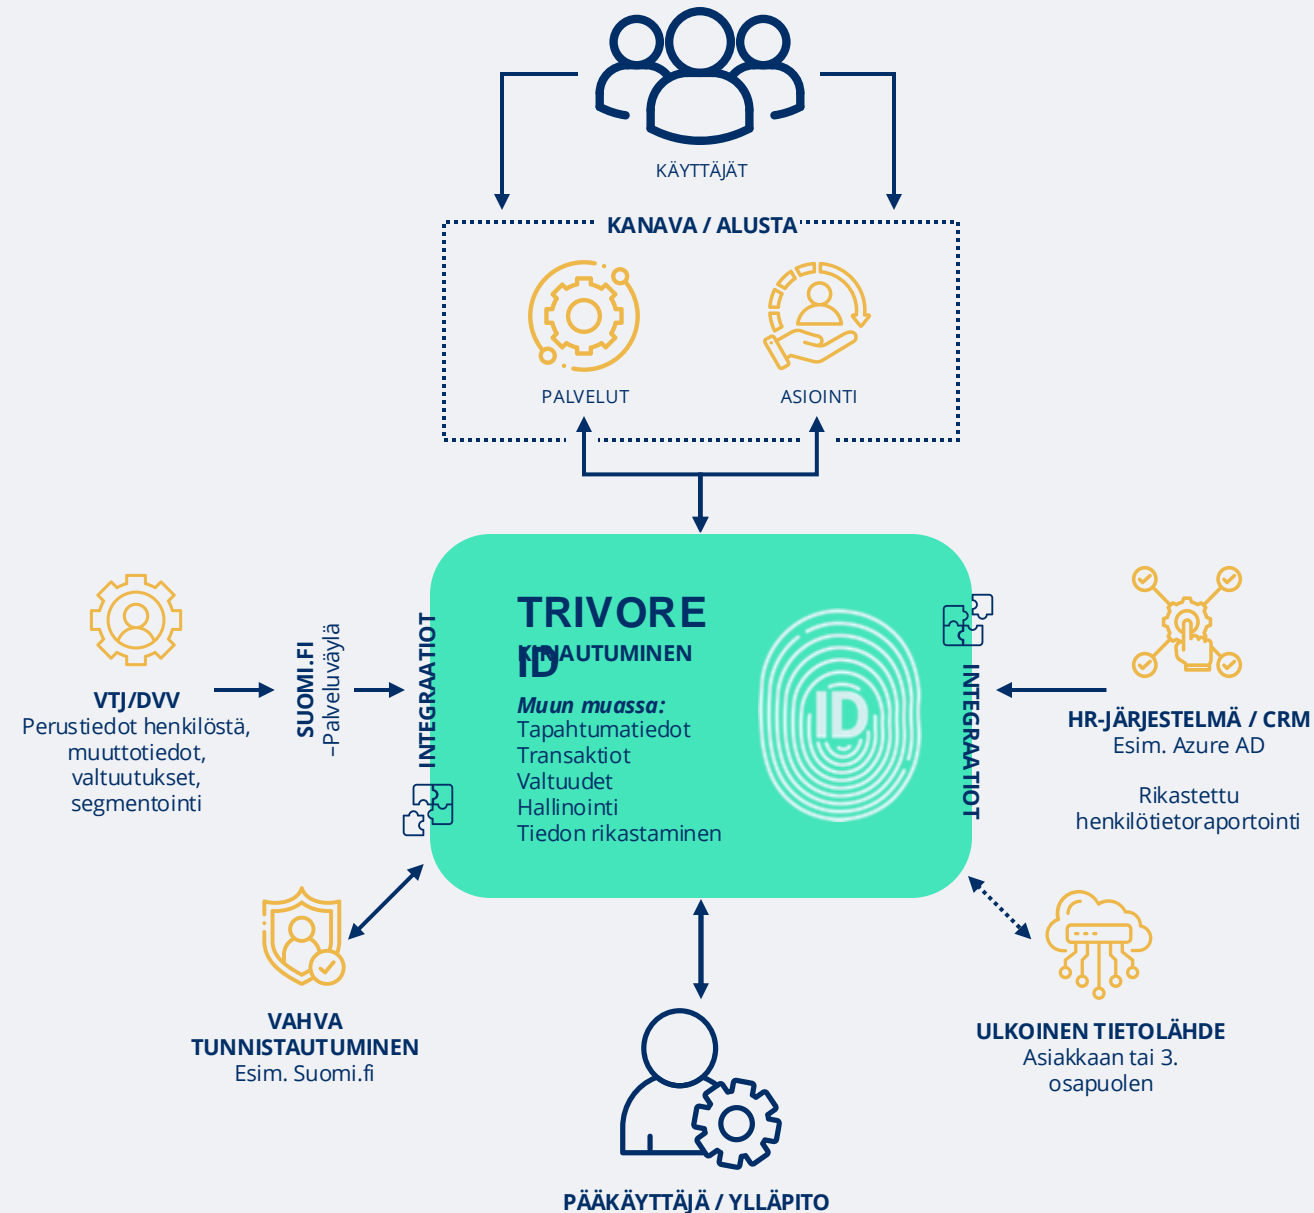 KÄYTTÄJÄT
KANAVA / ALUSTA
PALVELUT
ASIOINTI
TRIVORE
ID
KIRJAUTUMINEN
Muun muassa:
Tapahtumatiedot
Transaktiot
Valtuudet
Hallinointi
Tiedon rikastaminen
ID
INTEGRAATIOT
INTEGRAATIOT
SUOMI.FI
–Palveluväylä
VTJ/DVV
Perustiedot henkilöstä,
muuttotiedot,
valtuutukset,
segmentointi
HR-JÄRJESTELMÄ / CRM
Esim. Azure AD
Rikastettu
henkilötietoraportointi
VAHVA
TUNNISTAUTUMINEN
Esim. Suomi.fi
ULKOINEN TIETOLÄHDE
Asiakkaan tai 3.
osapuolen
PÄÄKÄYTTÄJÄ / YLLÄPITO